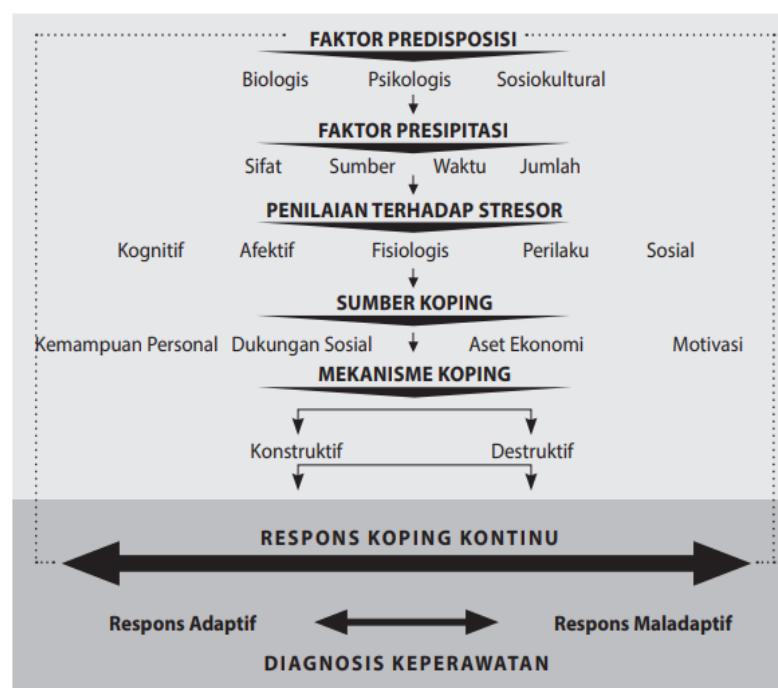 FAKTOR PREDISPOSISI
Biologis Psikologis Sosiokultural
FAKTOR PRESIPITASI
Sifat Sumber Waktu Jumlah
PENILAIAN TERHADAP STRESOR
Kognitif Afektif Fisiologis Perilaku Sosial
SUMBER KOPING
Kemampuan Personal Dukungan Sosial Aset Ekonomi Motivasi
MEKANISME KOPING
Konstruktif Destruktif
RESPONS KOPING KONTINU
Respons Adaptif Respons Maladaptif
DIAGNOSIS KEPERAWATAN